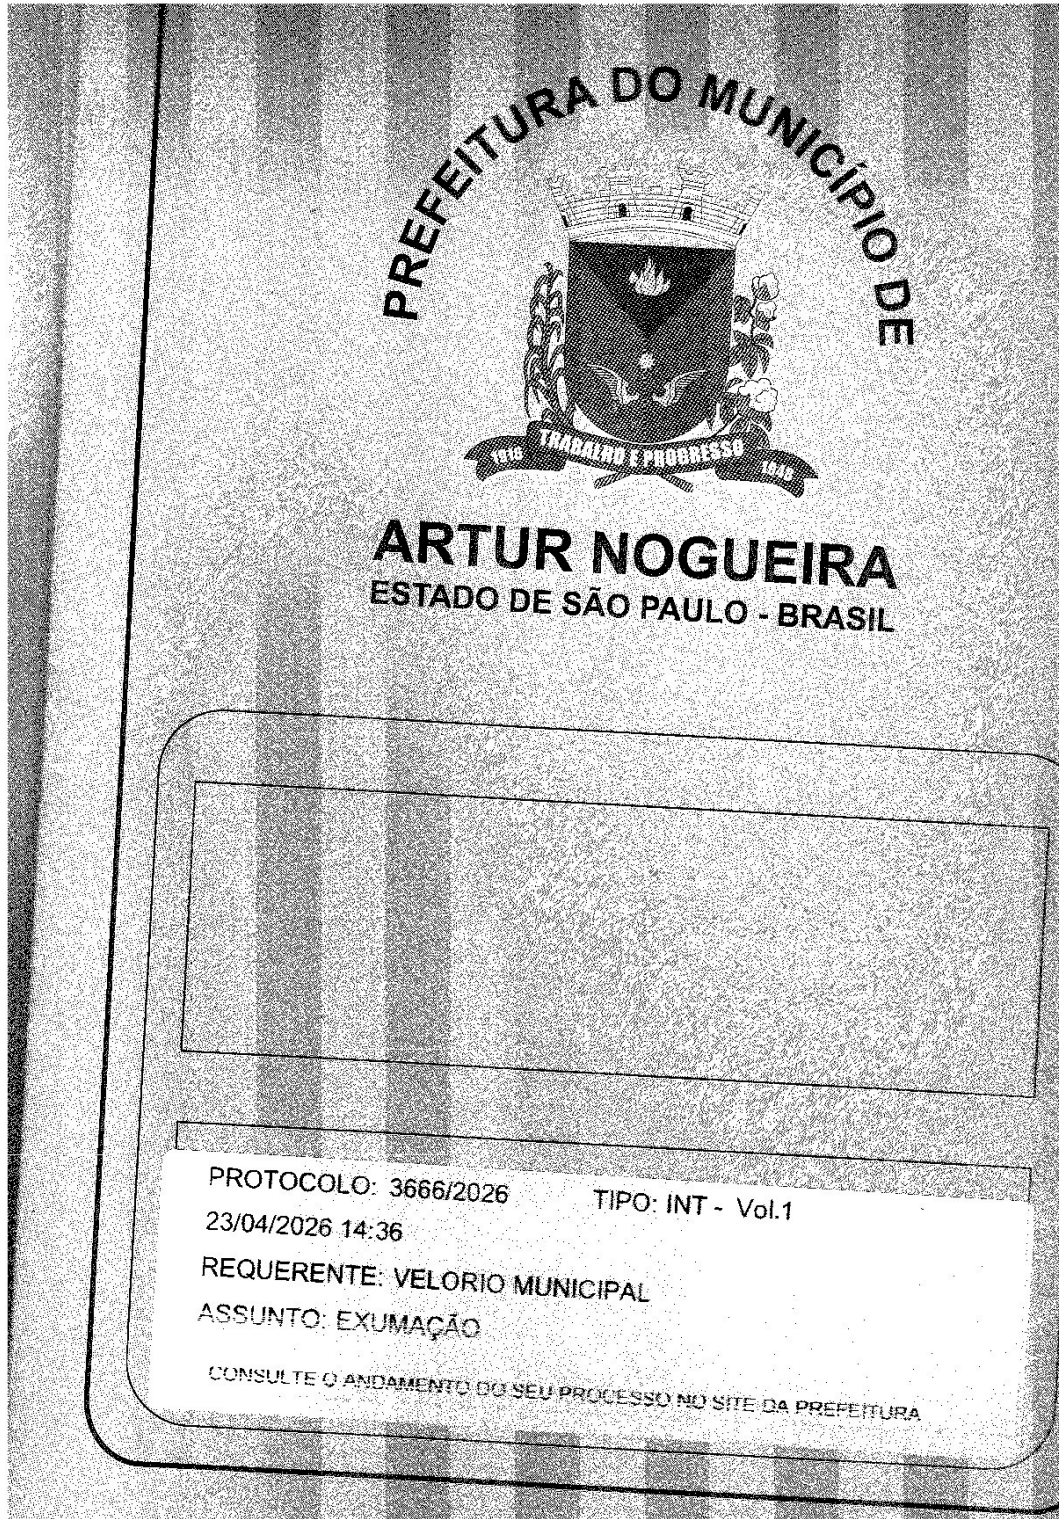 PREFEITURA DO MUNICÍPIO DE
1916 TRABALHO E PROGRESSO 1948
ARTUR NOGUEIRA
ESTADO DE SÃO PAULO - BRASIL
PROTOCOLO: 3666/2026 TIPO: INT - Vol.1
23/04/2026 14:36
REQUERENTE: VELORIO MUNICIPAL
ASSUNTO: EXUMAÇÃO
CONSULTE O ANDAMENTO DO SEU PROCESSO NO SITE DA PREFEITURA